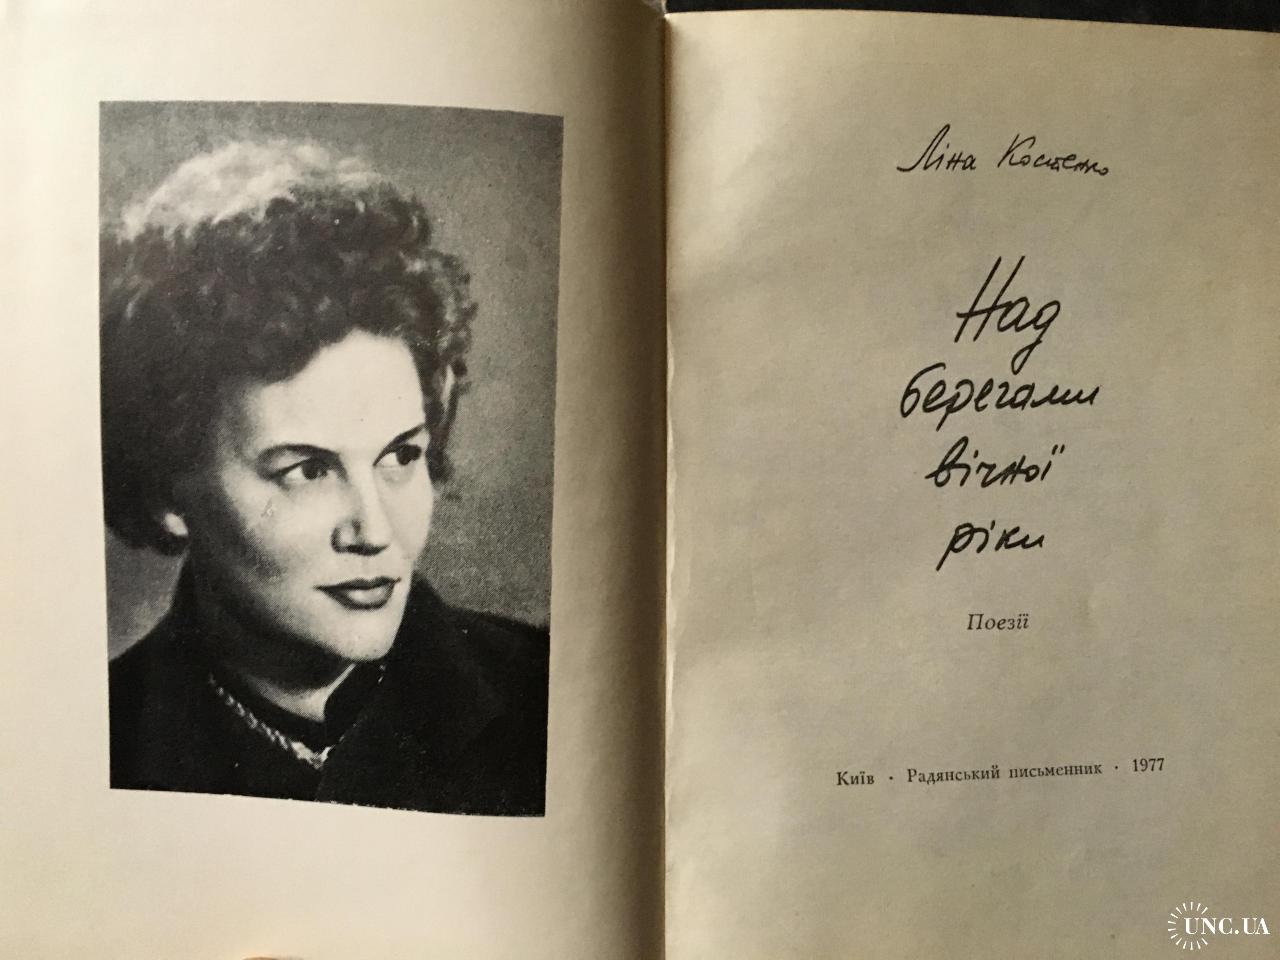 Ліна Костенко
Над
берегами
вічної
ріки
Поезії
Київ · Радянський письменник · 1977
UNC.UA